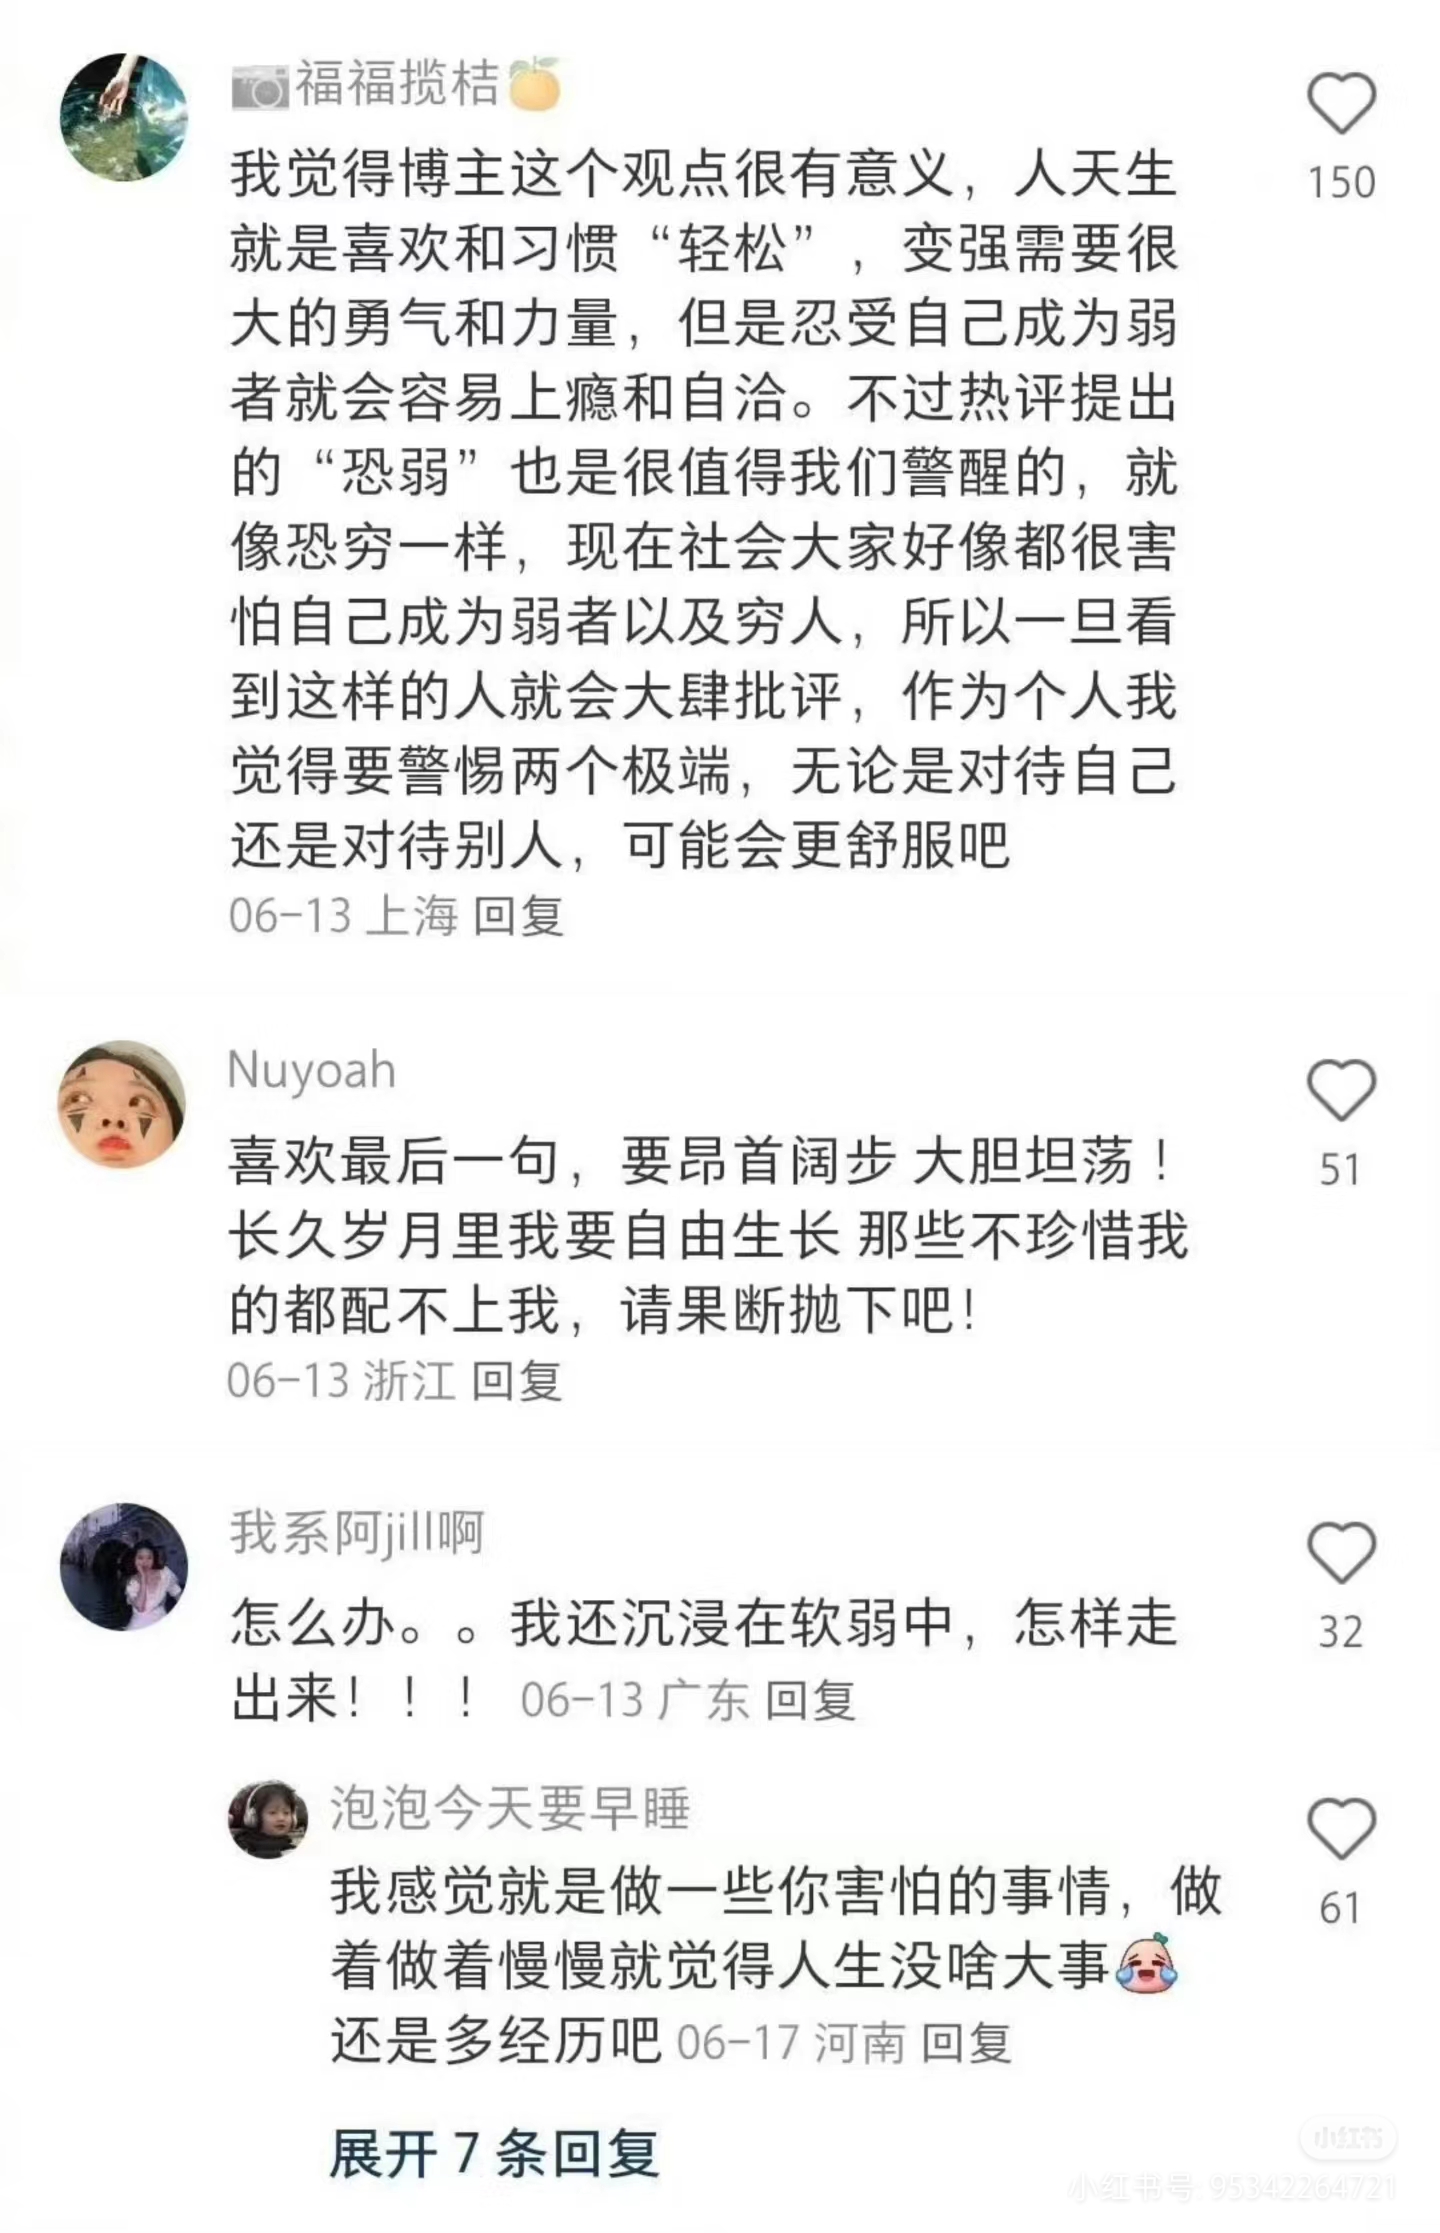 福福揽桔
我觉得博主这个观点很有意义，人天生
就是喜欢和习惯“轻松”，变强需要很
大的勇气和力量，但是忍受自己成为弱
者就会容易上瘾和自洽。不过热评提出
的“恐弱”也是很值得我们警醒的，就
像恐穷一样，现在社会大家好像都很害
怕自己成为弱者以及穷人，所以一旦看
到这样的人就会大肆批评，作为个人我
觉得要警惕两个极端，无论是对待自己
还是对待别人，可能会更舒服吧
06-13 上海 回复
150
Nuyoah
喜欢最后一句，要昂首阔步 大胆坦荡！
长久岁月里我要自由生长 那些不珍惜我
的都配不上我，请果断抛下吧！
06-13 浙江 回复
51
我系阿jill啊
怎么办。。我还沉浸在软弱中，怎样走
出来！！！ 06-13 广东 回复
32
泡泡今天要早睡
我感觉就是做一些你害怕的事情，做
着做着慢慢就觉得人生没啥大事
还是多经历吧 06-17 河南 回复
61
展开 7 条回复
小红书
小红书号: 95342264721